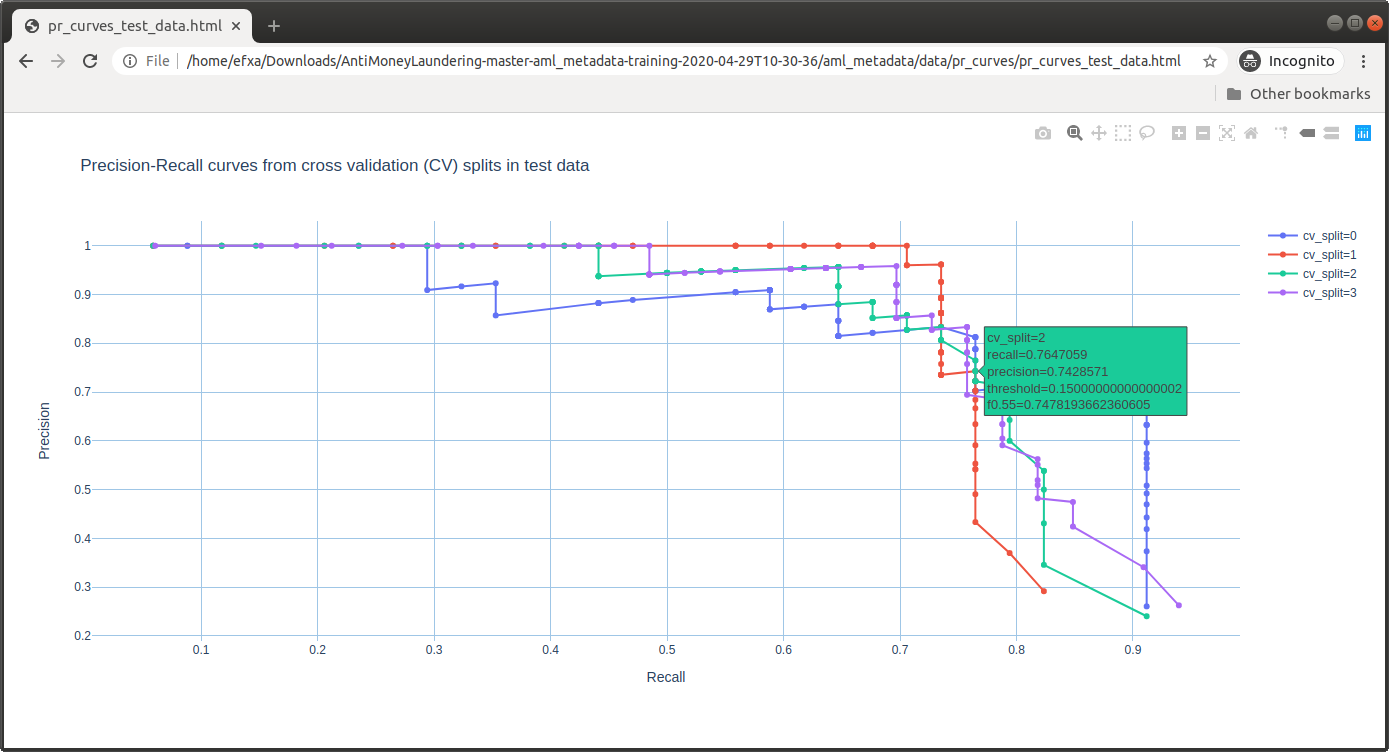 pr_curves_test_data.html
File
/home/efxa/Downloads/AntiMoneyLaundering-master-aml_metadata-training-2020-04-29T10-30-36/aml_metadata/data/pr_curves/pr_curves_test_data.html
Incognito
Other bookmarks
Precision-Recall curves from cross validation (CV) splits in test data
cv_split=0
cv_split=1
cv_split=2
cv_split=3
1
0.9
0.8
0.7
0.6
0.5
0.4
0.3
0.2
Precision
cv_split=2
recall=0.7647059
precision=0.7428571
threshold=0.15000000000000002
f0.55=0.7478193662360605
0.1
0.2
0.3
0.4
0.5
0.6
0.7
0.8
0.9
Recall